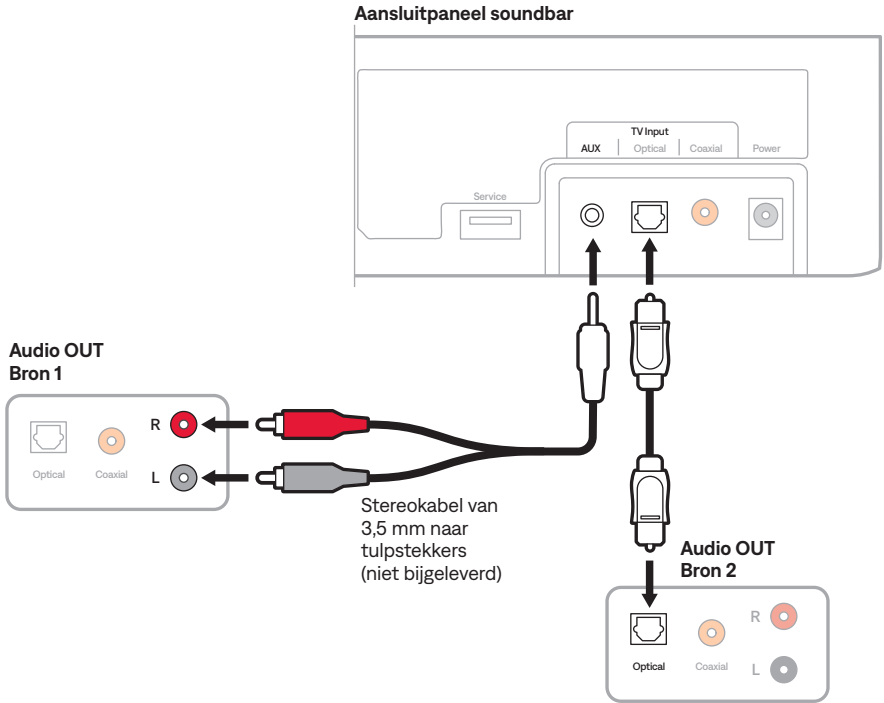 Aansluitpaneel soundbar
TV Input
AUX Optical Coaxial Power
Service
Audio OUT
Bron 1
R
Optical Coaxial L
Stereokabel van
3,5 mm naar
tulpstekkers
(niet bijgeleverd)
Audio OUT
Bron 2
R
Optical Coaxial L